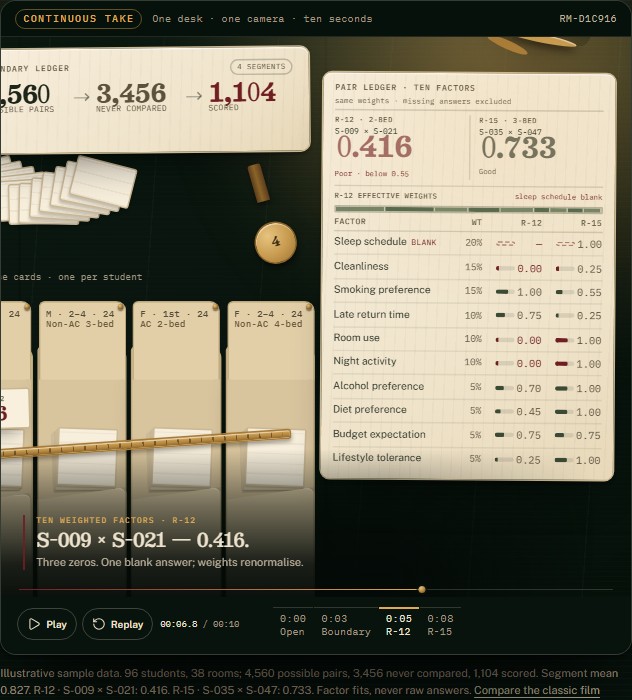 CONTINUOUS TAKE One desk · one camera · ten seconds RM-D1C916
NDARY LEDGER 4 SEGMENTS
,560 → 3,456 → 1,104
SIBLE PAIRS NEVER COMPARED SCORED
4
e cards · one per student
24
M · 2–4 · 24
Non-AC 3-bed
F · 1st · 24
AC 2-bed
F · 2–4 · 24
Non-AC 4-bed
PAIR LEDGER · TEN FACTORS
same weights · missing answers excluded
R-12 · 2-BED
S-009 × S-021
0.416
Poor · below 0.55
R-15 · 3-BED
S-035 × S-047
0.733
Good
R-12 EFFECTIVE WEIGHTS sleep schedule blank
FACTOR WT R-12 R-15
Sleep schedule BLANK 20% — 1.00
Cleanliness 15% 0.00 0.25
Smoking preference 15% 1.00 0.55
Late return time 10% 0.75 0.25
Room use 10% 0.00 1.00
Night activity 10% 0.00 1.00
Alcohol preference 5% 0.70 1.00
Diet preference 5% 0.45 1.00
Budget expectation 5% 0.75 0.75
Lifestyle tolerance 5% 0.25 1.00
TEN WEIGHTED FACTORS · R-12
S-009 × S-021 — 0.416.
Three zeros. One blank answer; weights renormalise.
Play Replay 00:06.8 / 00:10
0:00 0:03 0:05 0:08
Open Boundary R-12 R-15
Illustrative sample data. 96 students, 38 rooms; 4,560 possible pairs, 3,456 never compared, 1,104 scored. Segment mean
0.827. R-12 · S-009 × S-021: 0.416. R-15 · S-035 × S-047: 0.733. Factor fits, never raw answers. Compare the classic film